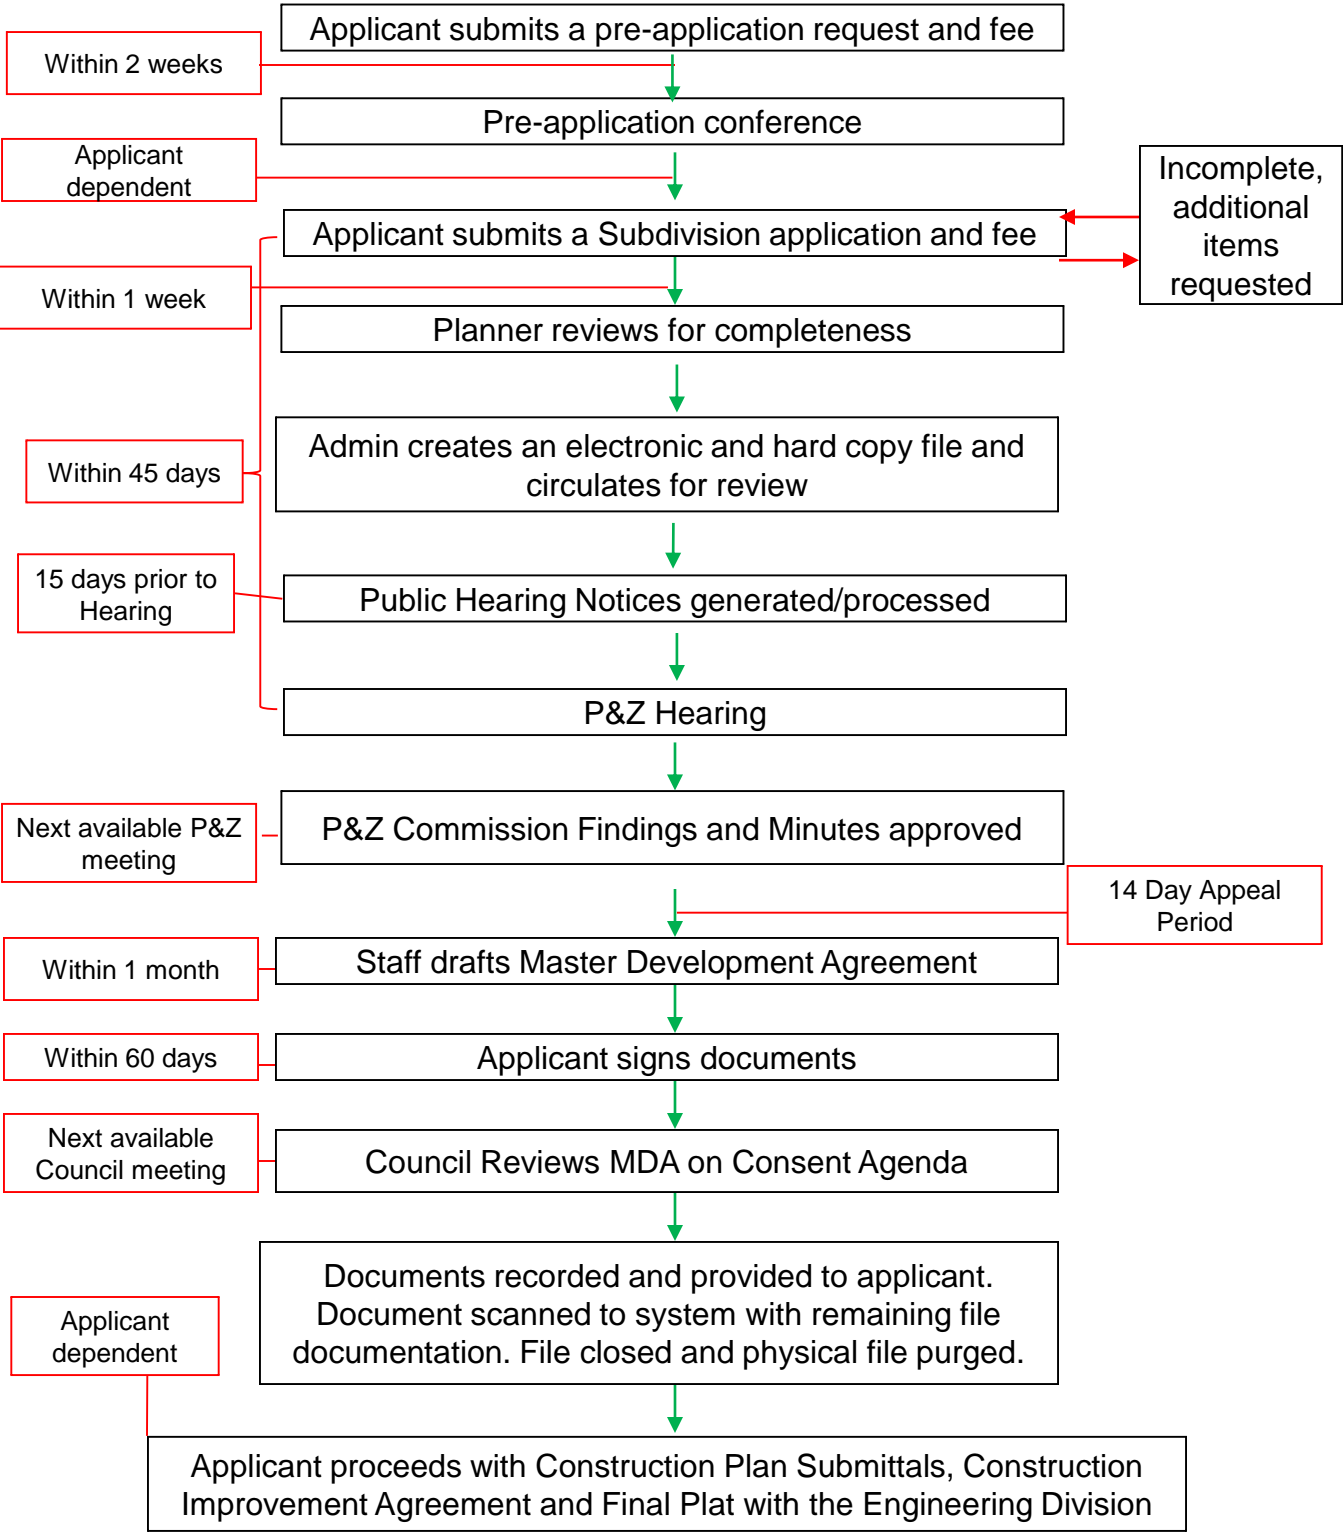 Applicant submits a pre-application request and fee
Within 2 weeks
Pre-application conference
Applicant
dependent
Incomplete,
additional
items
requested
Applicant submits a Subdivision application and fee
Within 1 week
Planner reviews for completeness
Admin creates an electronic and hard copy file and
circulates for review
Within 45 days
15 days prior to
Hearing
Public Hearing Notices generated/processed
P&Z Hearing
Next available P&Z
meeting
P&Z Commission Findings and Minutes approved
14 Day Appeal
Period
Within 1 month
Staff drafts Master Development Agreement
Within 60 days
Applicant signs documents
Next available
Council meeting
Council Reviews MDA on Consent Agenda
Documents recorded and provided to applicant.
Document scanned to system with remaining file
documentation. File closed and physical file purged.
Applicant
dependent
Applicant proceeds with Construction Plan Submittals, Construction
Improvement Agreement and Final Plat with the Engineering Division